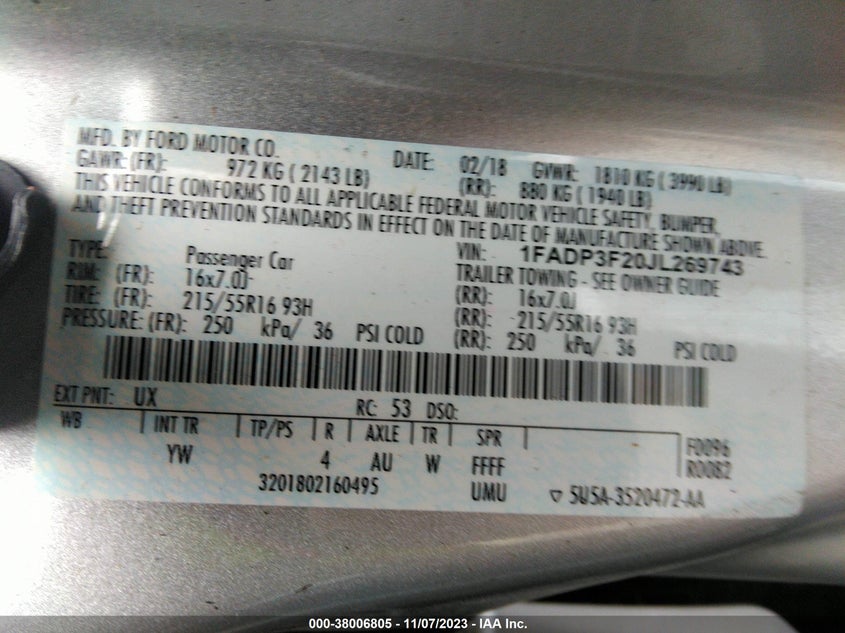 MFD. BY FORD MOTOR CO. DATE: 02/18 GVWR: 1810 KG ( 3990 LB)
GAWR: (FR): 972 KG ( 2143 LB) (RR): 880 KG ( 1940 LB)
THIS VEHICLE CONFORMS TO ALL APPLICABLE FEDERAL MOTOR VEHICLE SAFETY, BUMPER,
AND THEFT PREVENTION STANDARDS IN EFFECT ON THE DATE OF MANUFACTURE SHOWN ABOVE.
VIN: 1FADP3F20JL269743
TYPE: Passenger Car TRAILER TOWING - SEE OWNER GUIDE
RIM: (FR): 16x7.0J (RR): 16x7.0J
TIRE: (FR): 215/55R16 93H (RR): 215/55R16 93H
PRESSURE: (FR): 250 kPa/ 36 PSI COLD (RR): 250 kPa/ 36 PSI COLD
EXT PNT: UX RC: 53 DSO:
WB INT TR TP/PS R AXLE TR SPR F0096
YW 4 AU W FFFF R0082
3201802160495 UMU ▽ 5U5A-3520472-AA
000-38006805 - 11/07/2023 - IAA Inc.